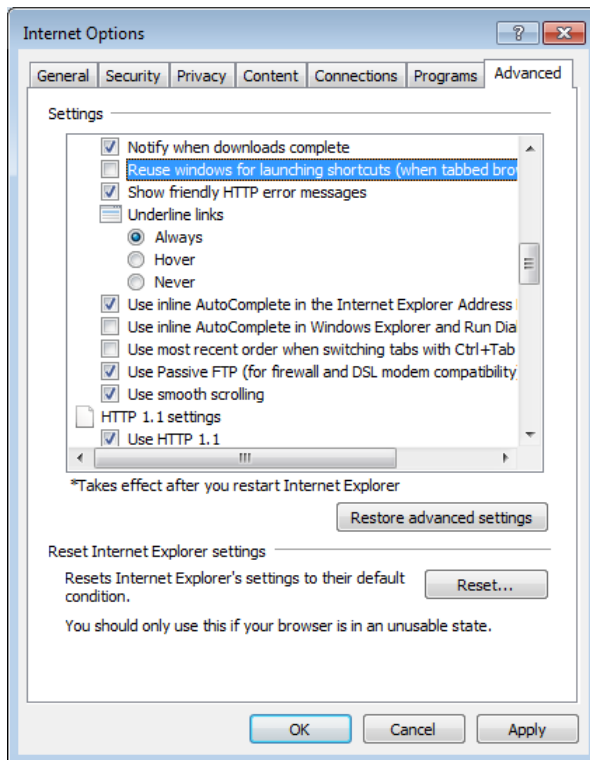 Internet Options
General Security Privacy Content Connections Programs Advanced
Settings
Notify when downloads complete
Reuse windows for launching shortcuts (when tabbed bro
Show friendly HTTP error messages
Underline links
Always
Hover
Never
Use inline AutoComplete in the Internet Explorer Address
Use inline AutoComplete in Windows Explorer and Run Dia
Use most recent order when switching tabs with Ctrl+Tab
Use Passive FTP (for firewall and DSL modem compatibility)
Use smooth scrolling
HTTP 1.1 settings
Use HTTP 1.1
*Takes effect after you restart Internet Explorer
Restore advanced settings
Reset Internet Explorer settings
Resets Internet Explorer's settings to their default
condition.
Reset...
You should only use this if your browser is in an unusable state.
OK Cancel Apply